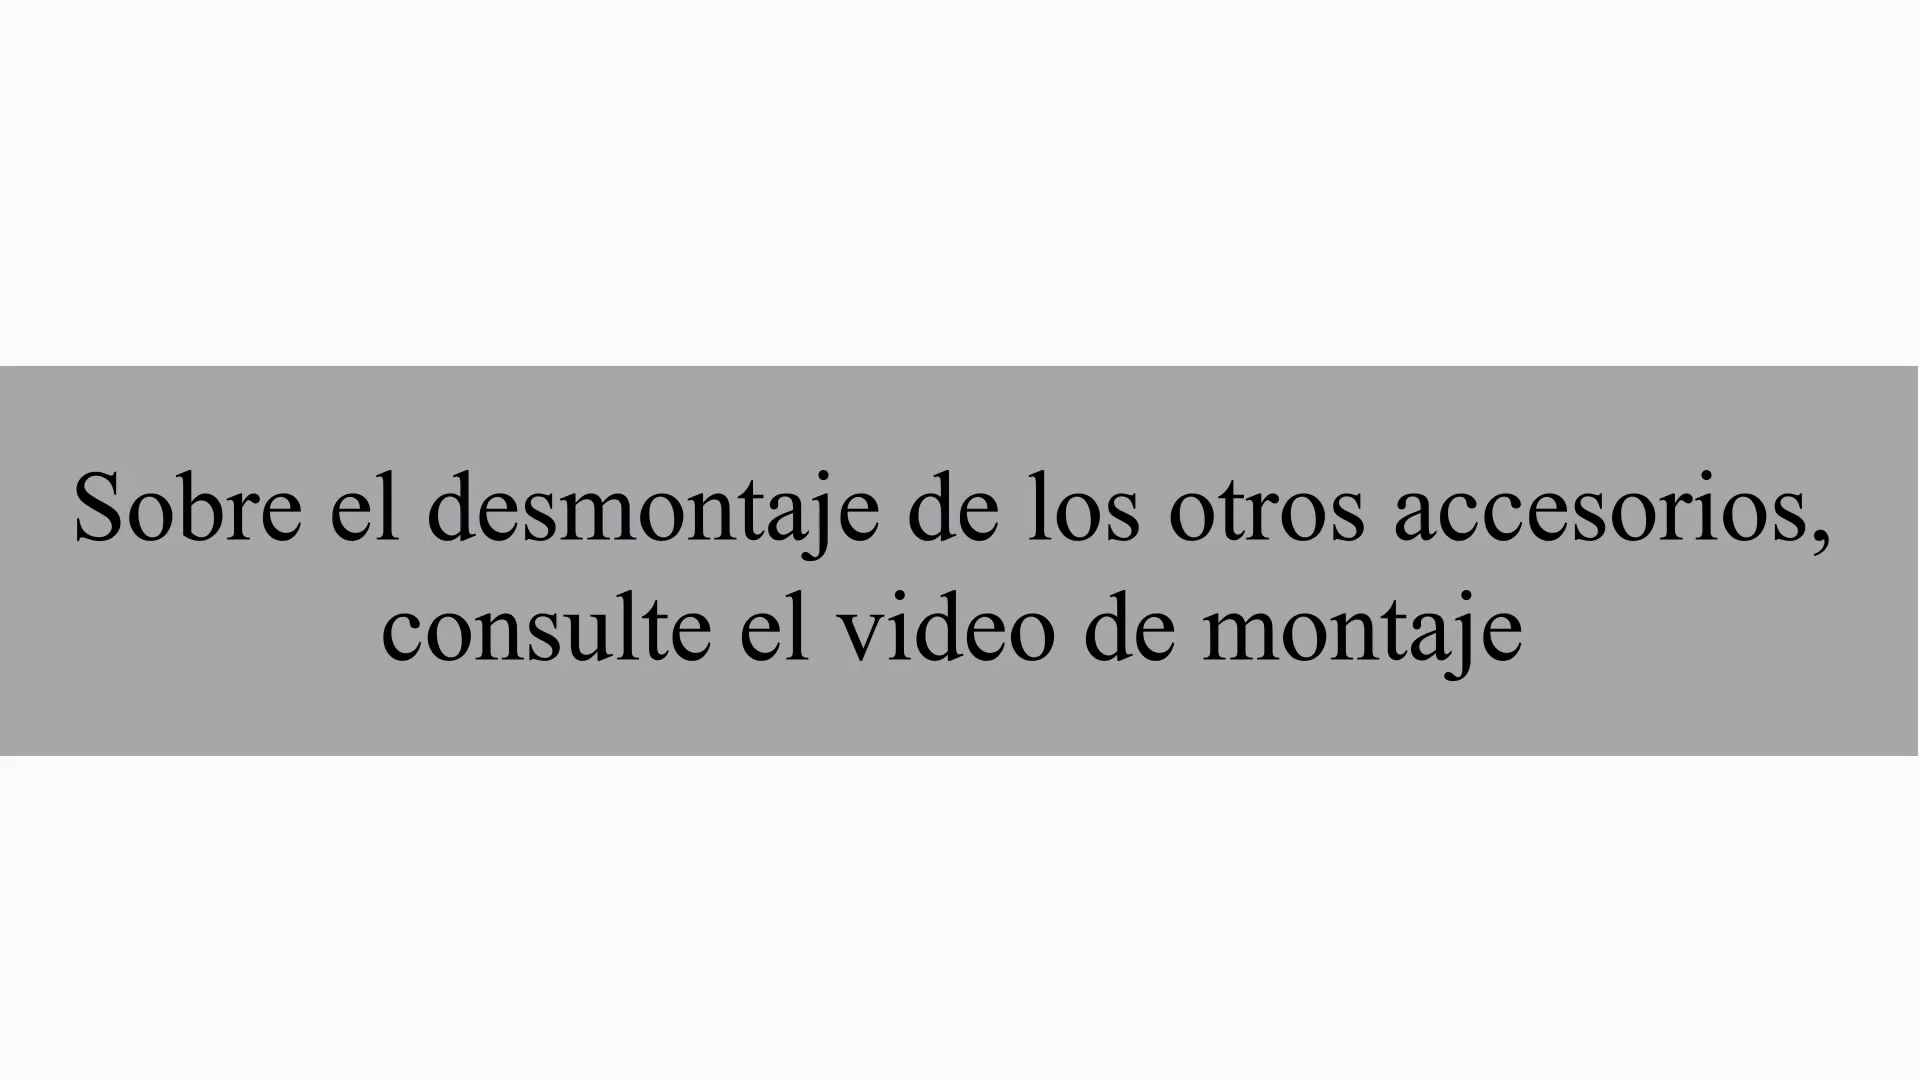 Sobre el desmontaje de los otros accesorios,
consulte el video de montaje